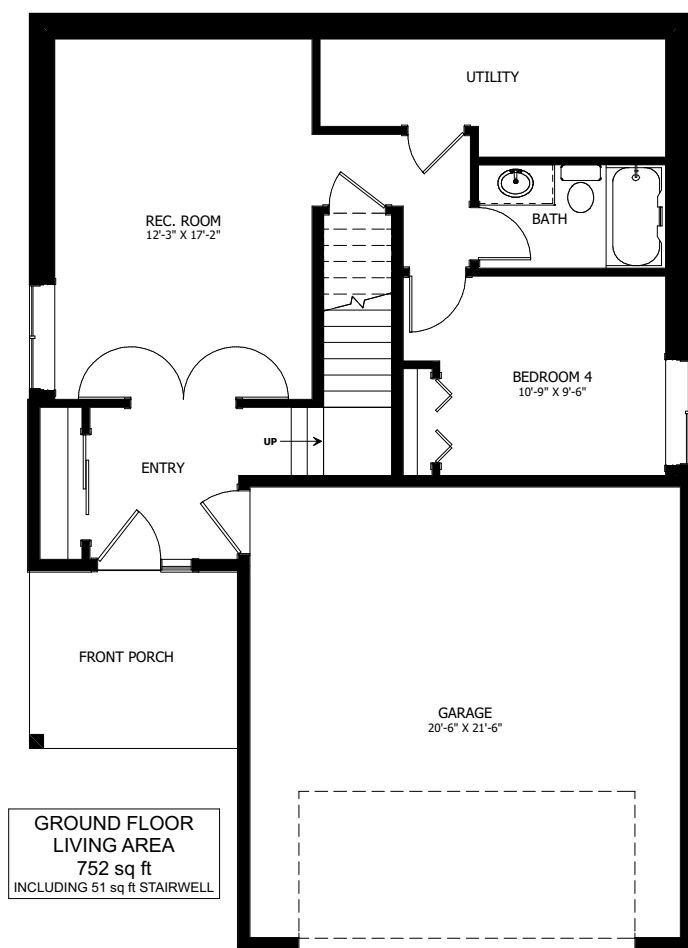 UTILITY
REC. ROOM
12'-3" X 17'-2"
BATH
BEDROOM 4
10'-9" X 9'-6"
UP
ENTRY
FRONT PORCH
GARAGE
20'-6" X 21'-6"
GROUND FLOOR
LIVING AREA
752 sq ft
INCLUDING 51 sq ft STAIRWELL